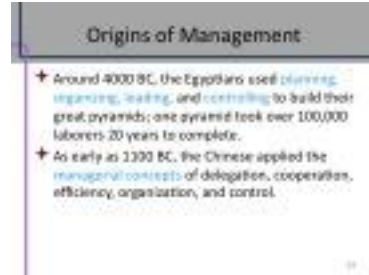 Origins of Management
Around 4000 BC, the Egyptians used planning,
organizing, leading, and controlling to build their
great pyramids; one pyramid took over 100,000
laborers 20 years to complete.
As early as 1100 BC, the Chinese applied the
managerial concepts of delegation, cooperation,
efficiency, organization, and control.